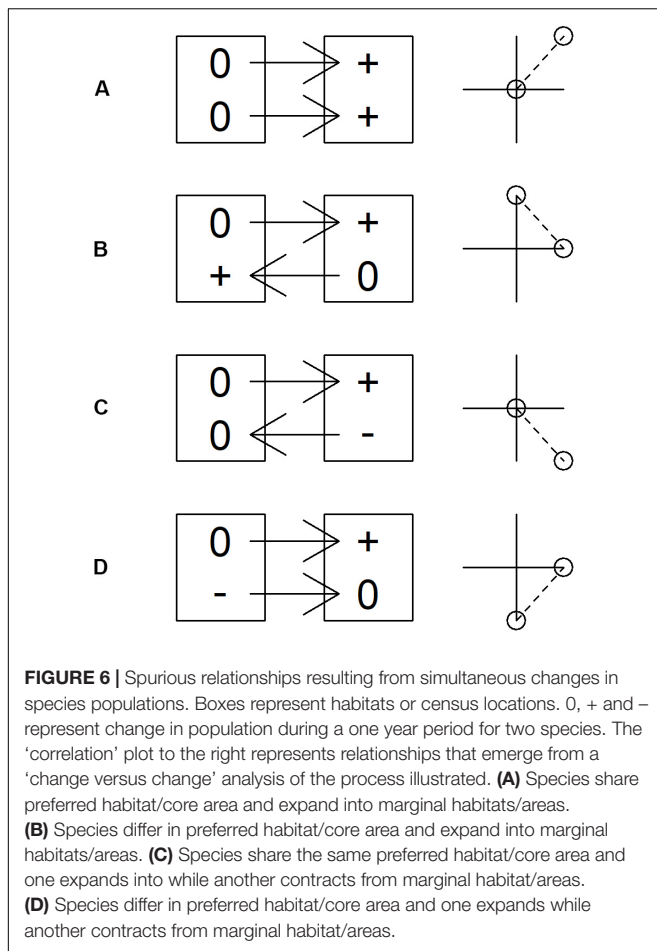 A
0 +
0 +
B
0 +
+ 0
C
0 +
0 -
D
0 +
- 0
FIGURE 6 | Spurious relationships resulting from simultaneous changes in
species populations. Boxes represent habitats or census locations. 0, + and –
represent change in population during a one year period for two species. The
‘correlation’ plot to the right represents relationships that emerge from a
‘change versus change’ analysis of the process illustrated. (A) Species share
preferred habitat/core area and expand into marginal habitats/areas.
(B) Species differ in preferred habitat/core area and expand into marginal
habitats/areas. (C) Species share the same preferred habitat/core area and
one expands into while another contracts from marginal habitat/areas.
(D) Species differ in preferred habitat/core area and one expands while
another contracts from marginal habitat/areas.